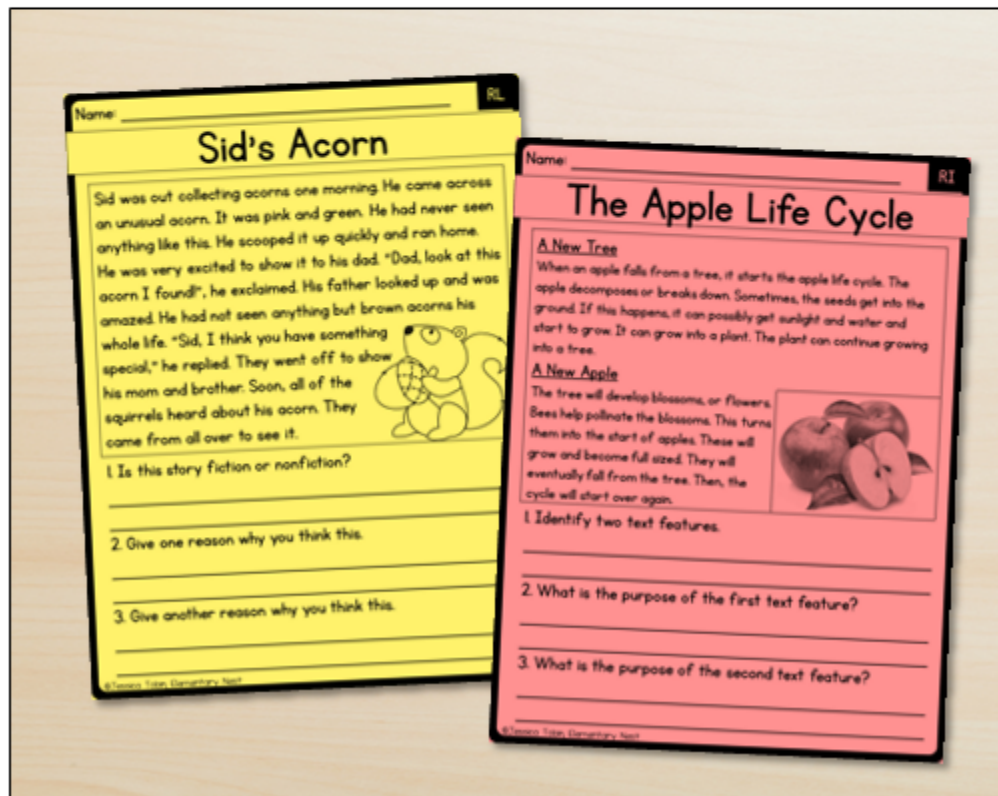 Name:
RL
Sid's Acorn
Sid was out collecting acorns one morning. He came across
an unusual acorn. It was pink and green. He had never seen
anything like this. He scooped it up quickly and ran home.
He was very excited to show it to his dad. "Dad, look at this
acorn I found!", he exclaimed. His father looked up and was
amazed. He had not seen anything but brown acorns his
whole life. "Sid, I think you have something
special," he replied. They went off to show
his mom and brother. Soon, all of the
squirrels heard about his acorn. They
came from all over to see it.
1. Is this story fiction or nonfiction?
2. Give one reason why you think this.
3. Give another reason why you think this.
©Jessica Tobin, Elementary Nest
Name:
RI
The Apple Life Cycle
A New Tree
When an apple falls from a tree, it starts the apple life cycle. The
apple decomposes or breaks down. Sometimes, the seeds get into the
ground. If this happens, it can possibly get sunlight and water and
start to grow. It can grow into a plant. The plant can continue growing
into a tree.
A New Apple
The tree will develop blossoms, or flowers.
Bees help pollinate the blossoms. This turns
them into the start of apples. These will
grow and become full sized. They will
eventually fall from the tree. Then, the
cycle will start over again.
1. Identify two text features.
2. What is the purpose of the first text feature?
3. What is the purpose of the second text feature?
©Jessica Tobin, Elementary Nest